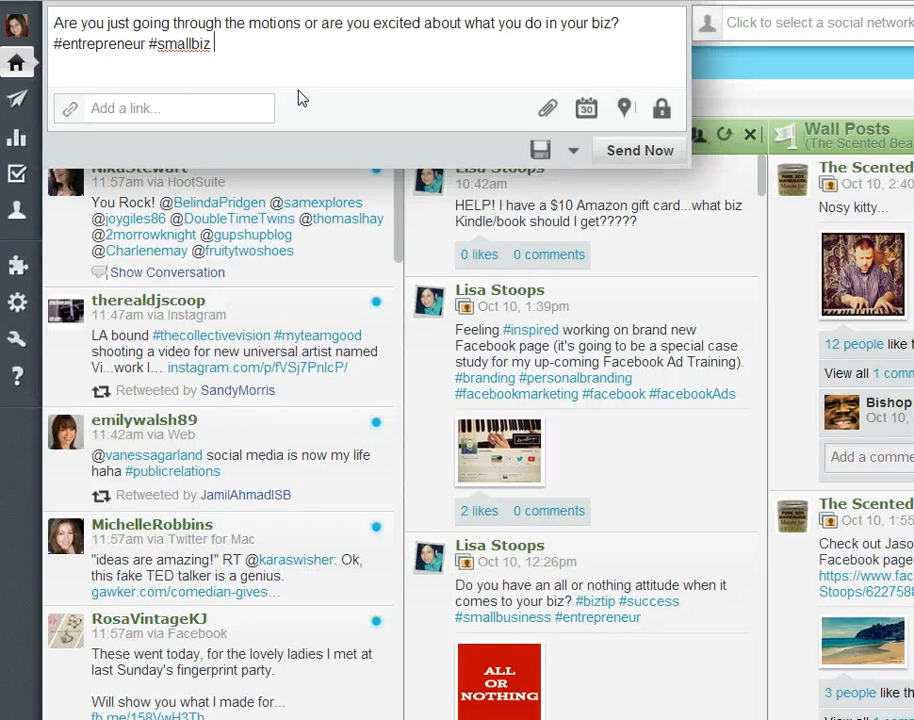 Are you just going through the motions or are you excited about what you do in your biz?
#entrepreneur #smallbiz
Click to select a social network
Add a link...
30
Send Now
NikaStewart
11:57am via HootSuite
You Rock! @BelindaPridgen @samexplores
@joygiles86 @DoubleTimeTwins @thomaslhay
@2morrowknight @gupshupblog
@Charlenemay @fruitytwoshoes
Show Conversation
therealdjscoop
11:47am via Instagram
LA bound #thecollectivevision #myteamgood
shooting a video for new universal artist named
Vi...work l… instagram.com/p/fVSj7PnlcP/
Retweeted by SandyMorris
emilywalsh89
11:42am via Web
@vanessagarland social media is now my life
haha #publicrelations
Retweeted by JamilAhmadISB
MichelleRobbins
11:57am via Twitter for Mac
"ideas are amazing!" RT @karaswisher: Ok,
this fake TED talker is a genius.
gawker.com/comedian-gives…
RosaVintageKJ
11:57am via Facebook
These went today, for the lovely ladies I met at
last Sunday's fingerprint party.
Will show you what I made for...
fb.me/158VwH3Th
Lisa Stoops
10:42am
HELP! I have a $10 Amazon gift card...what biz
Kindle/book should I get?????
0 likes 0 comments
Lisa Stoops
Oct 10, 1:39pm
Feeling #inspired working on brand new
Facebook page (it's going to be a special case
study for my up-coming Facebook Ad Training).
#branding #personalbranding
#facebookmarketing #facebook #facebookAds
2 likes 0 comments
Lisa Stoops
Oct 10, 12:26pm
Do you have an all or nothing attitude when it
comes to your biz? #biztip #success
#smallbusiness #entrepreneur
ALL
OR
NOTHING
Wall Posts
(The Scented Bea
The Scented
Oct 10, 2:40
Nosy kitty...
12 people like t
View all 1 comm
Bishop
Oct 10,
Add a comme
The Scented
Oct 10, 1:55
Check out Jaso
Facebook page
https://www.fac
Stoops/6227588
3 people like th